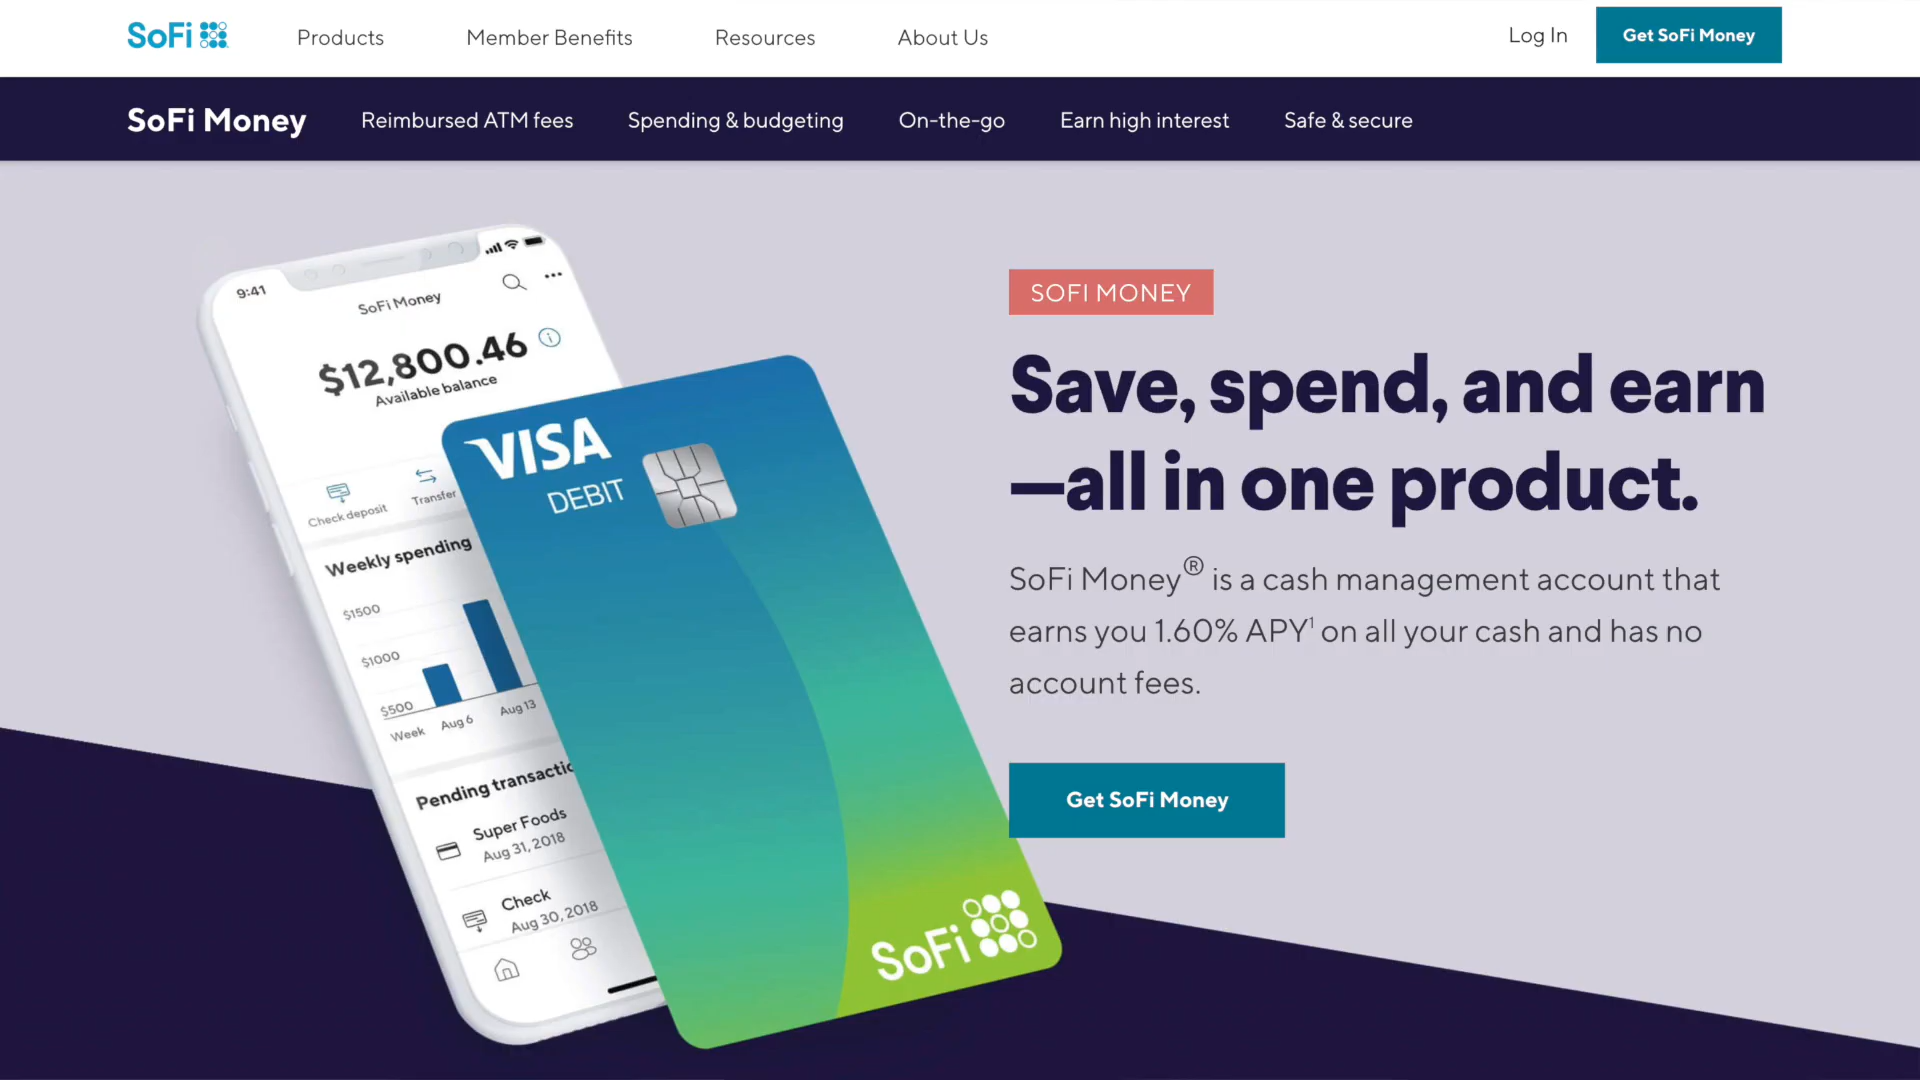 SoFi
Products
Member Benefits
Resources
About Us
Log In
Get SoFi Money
SoFi Money
Reimbursed ATM fees
Spending & budgeting
On-the-go
Earn high interest
Safe & secure
9:41
SoFi Money
$12,800.46
Available balance
Check deposit
Transfer
Weekly spending
$1500
$1000
$500
Week
Aug 6
Aug 13
Pending transactio
Super Foods
Aug 31, 2018
Check
Aug 30, 2018
VISA
DEBIT
SoFi
SOFI MONEY
Save, spend, and earn
—all in one product.
SoFi Money® is a cash management account that
earns you 1.60% APY¹ on all your cash and has no
account fees.
Get SoFi Money